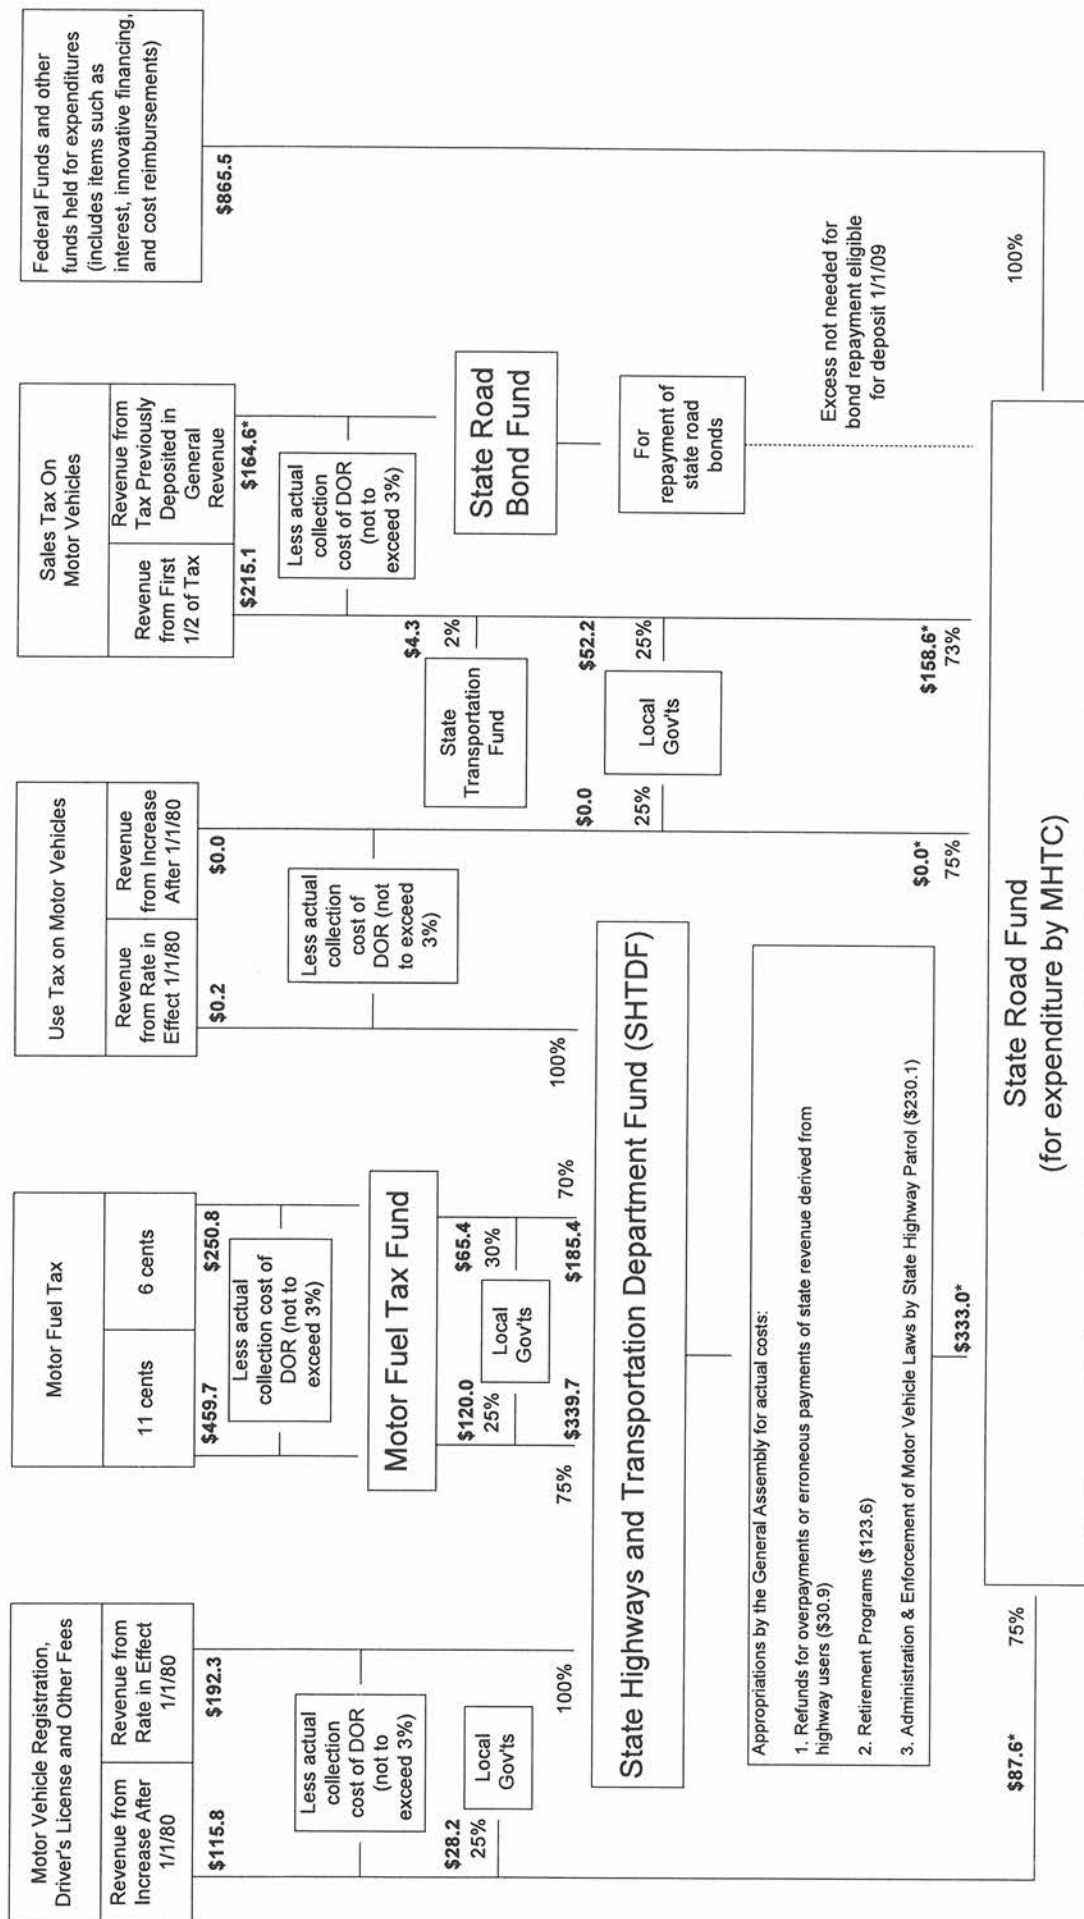 Motor Vehicle Registration,
Driver's License and Other Fees
Revenue from
Increase After
1/1/80
Revenue from
Rate in Effect
1/1/80
$115.8
$192.3
Less actual
collection
cost of DOR
(not to
exceed 3%)
$28.2
25%
Local
Gov'ts
100%
Motor Fuel Tax
11 cents
6 cents
$459.7
$250.8
Less actual
collection cost of
DOR (not to
exceed 3%)
Motor Fuel Tax Fund
$120.0
25%
$65.4
30%
Local
Gov'ts
75%
$339.7
$185.4
70%
Use Tax on Motor Vehicles
Revenue
from Rate in
Effect 1/1/80
Revenue
from Increase
After 1/1/80
$0.2
$0.0
Less actual
collection
cost of
DOR (not
to exceed
3%)
100%
$0.0
25%
$0.0*
75%
Sales Tax On
Motor Vehicles
Revenue
from First
1/2 of Tax
Revenue from
Tax Previously
Deposited in
General
Revenue
$215.1
$164.6*
Less actual
collection
cost of DOR
(not to
exceed 3%)
$4.3
2%
State
Transportation
Fund
$52.2
25%
Local
Gov'ts
$158.6*
73%
State Road
Bond Fund
For
repayment of
state road
bonds
Excess not needed for
bond repayment eligible
for deposit 1/1/09
Federal Funds and other
funds held for expenditures
(includes items such as
interest, innovative financing,
and cost reimbursements)
$865.5
100%
State Highways and Transportation Department Fund (SHTDF)
Appropriations by the General Assembly for actual costs:
1. Refunds for overpayments or erroneous payments of state revenue derived from
highway users ($30.9)
2. Retirement Programs ($123.6)
3. Administration & Enforcement of Motor Vehicle Laws by State Highway Patrol ($230.1)
$333.0*
$87.6*
75%
State Road Fund
(for expenditure by MHTC)